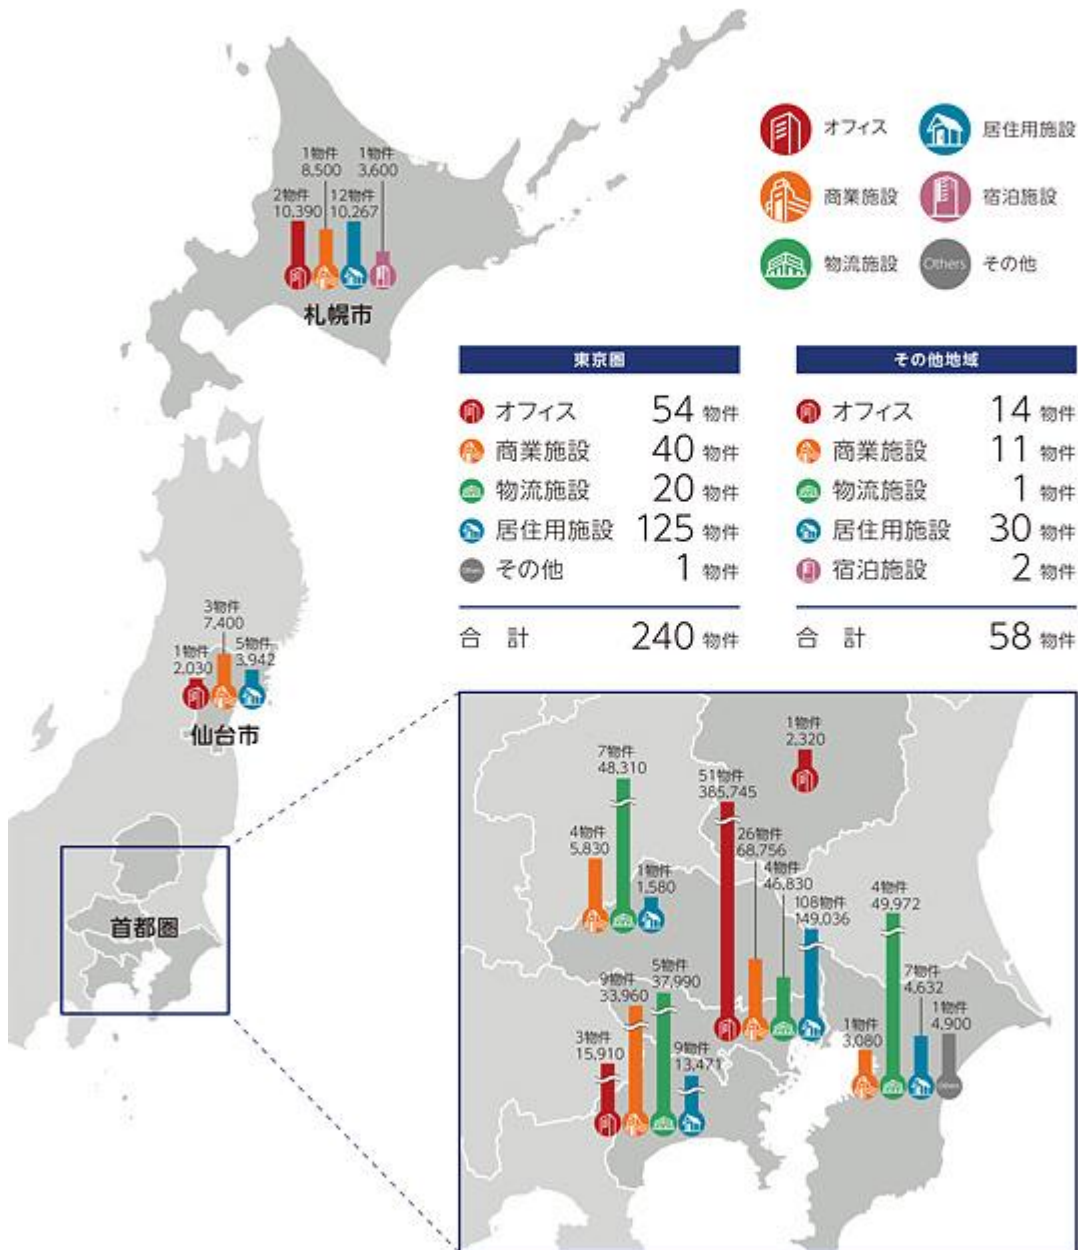 オフィス
居住用施設
商業施設
宿泊施設
物流施設
Others
その他
1物件
8,500
1物件
3,600
2物件
10,390
12物件
10,267
札幌市
東京圏
オフィス 54 物件
商業施設 40 物件
物流施設 20 物件
居住用施設 125 物件
Others その他 1 物件
合計 240 物件
その他地域
オフィス 14 物件
商業施設 11 物件
物流施設 1 物件
居住用施設 30 物件
宿泊施設 2 物件
合計 58 物件
3物件
7,400
1物件
2,030
5物件
3,942
仙台市
首都圏
1物件
2,320
7物件
48,310
4物件
5,830
1物件
1,580
51物件
385,745
26物件
68,756
4物件
46,830
108物件
149,036
4物件
49,972
7物件
4,632
1物件
4,900
1物件
3,080
Others
9物件
33,960
5物件
37,990
3物件
15,910
9物件
13,471